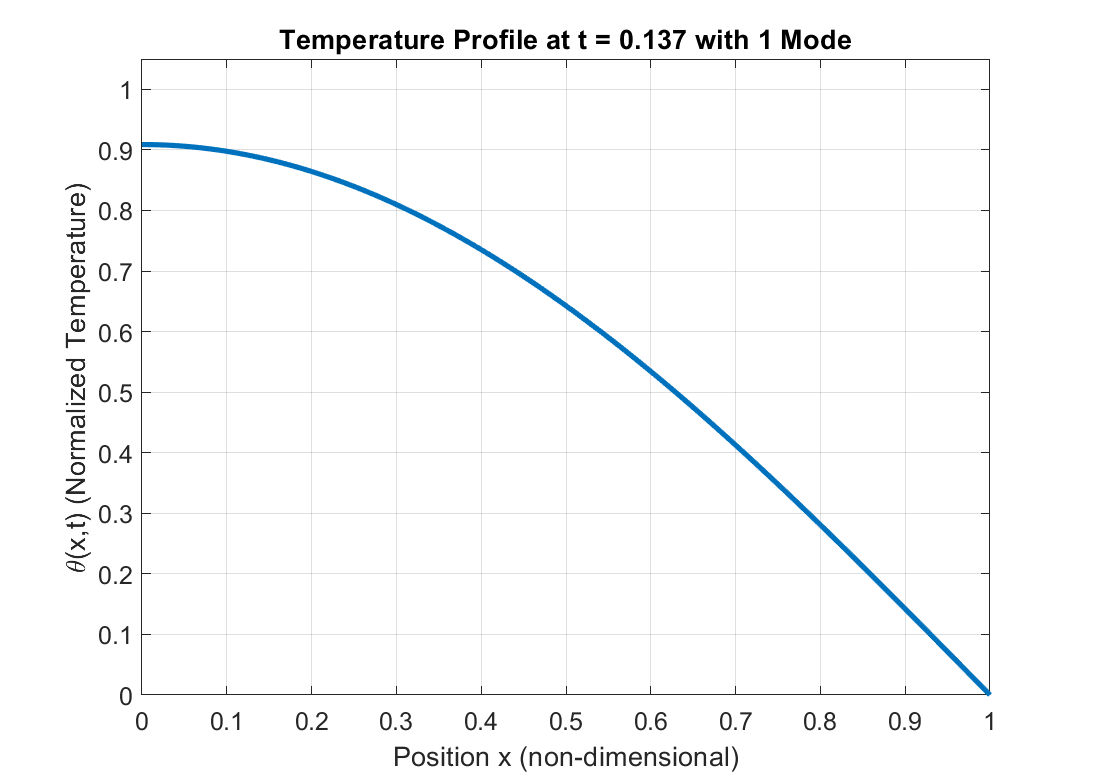 Temperature Profile at t = 0.137 with 1 Mode
θ(x,t) (Normalized Temperature)
1
0.9
0.8
0.7
0.6
0.5
0.4
0.3
0.2
0.1
0
0 0.1 0.2 0.3 0.4 0.5 0.6 0.7 0.8 0.9 1
Position x (non-dimensional)